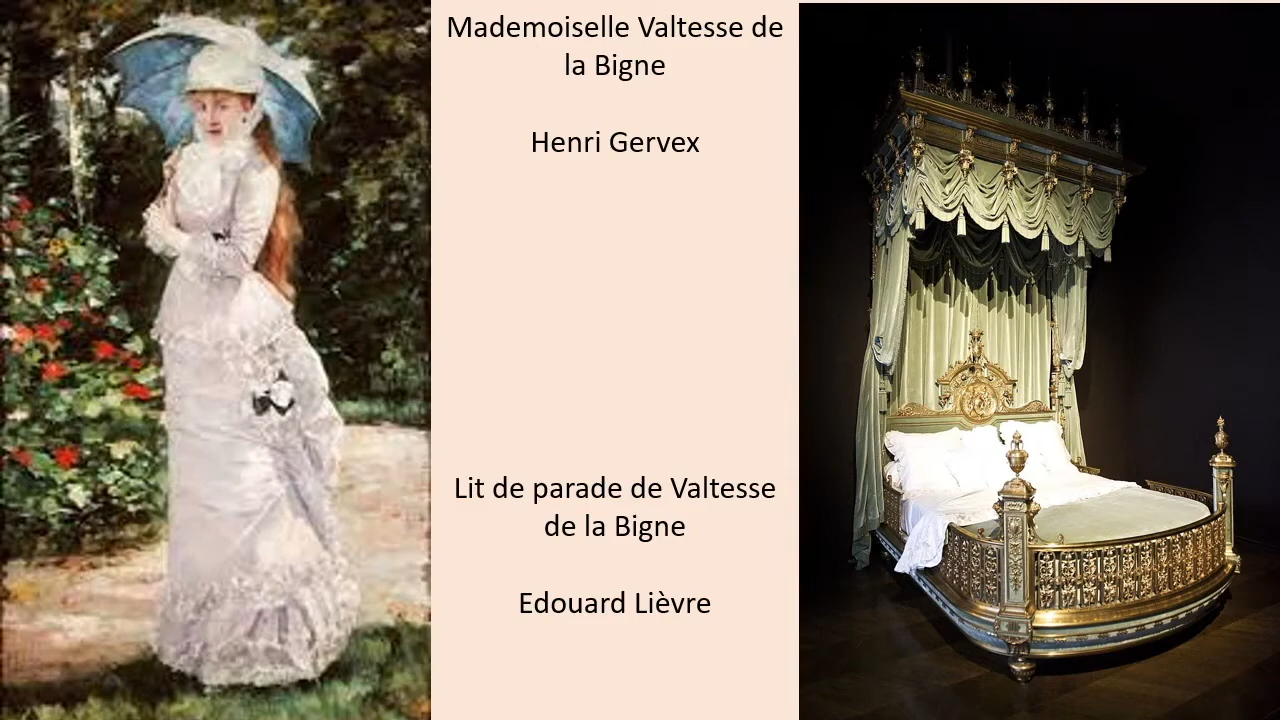 Mademoiselle Valtesse de
la Bigne
Henri Gervex
Lit de parade de Valtesse
de la Bigne
Edouard Lièvre